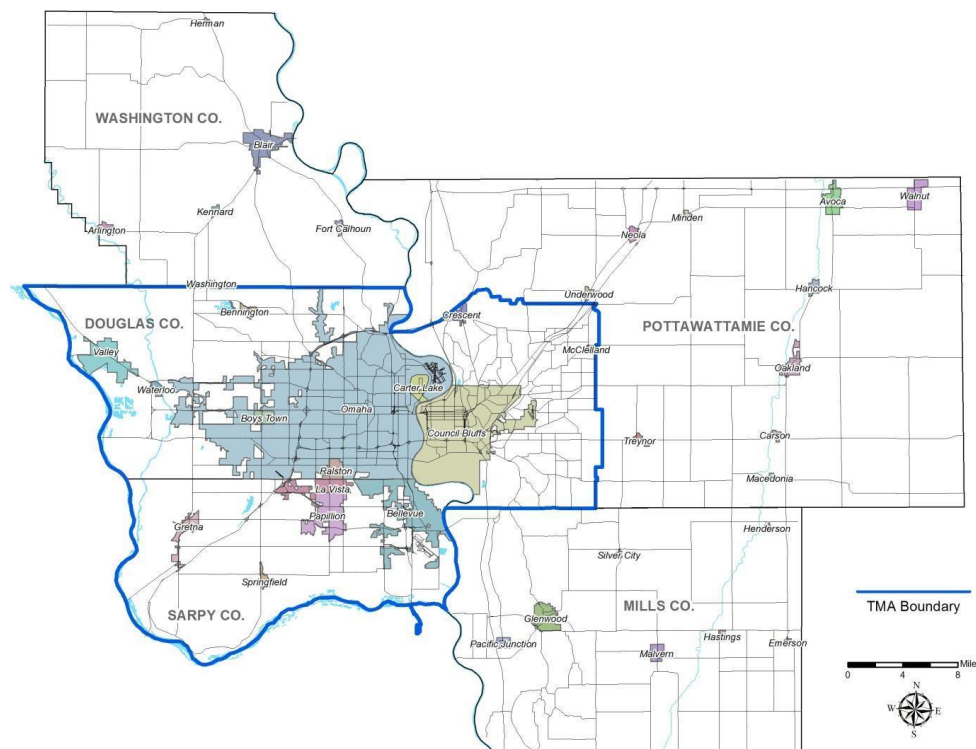 Herman
WASHINGTON CO.
Blair
Kennard
Arlington
Fort Calhoun
Washington
Avoca
Walnut
Minden
Neola
Underwood
Hancock
DOUGLAS CO.
Bennington
Crescent
POTTAWATTAMIE CO.
Valley
McClelland
Oakland
Waterloo
Carter Lake
Boys Town
Omaha
Council Bluffs
Treynor
Carson
Ralston
Macedonia
La Vista
Papillion
Bellevue
Gretna
Henderson
Silver City
Springfield
SARPY CO.
MILLS CO.
TMA Boundary
Glenwood
Pacific Junction
Hastings
Emerson
Malvern
0 4 8 Mile
N
W E
S